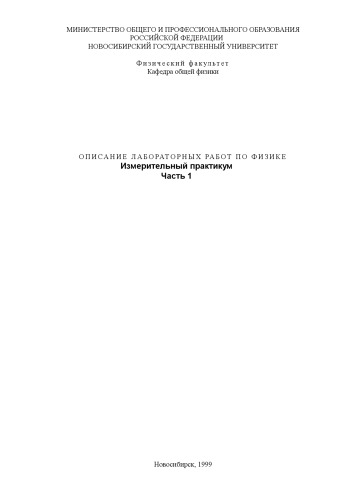 МИНИСТЕРСТВО ОБЩЕГО И ПРОФЕССИОНАЛЬНОГО ОБРАЗОВАНИЯ
РОССИЙСКОЙ ФЕДЕРАЦИИ
НОВОСИБИРСКИЙ ГОСУДАРСТВЕННЫЙ УНИВЕРСИТЕТ
Физический факультет
Кафедра общей физики
ОПИСАНИЕ ЛАБОРАТОРНЫХ РАБОТ ПО ФИЗИКЕ
Измерительный практикум
Часть 1
Новосибирск, 1999